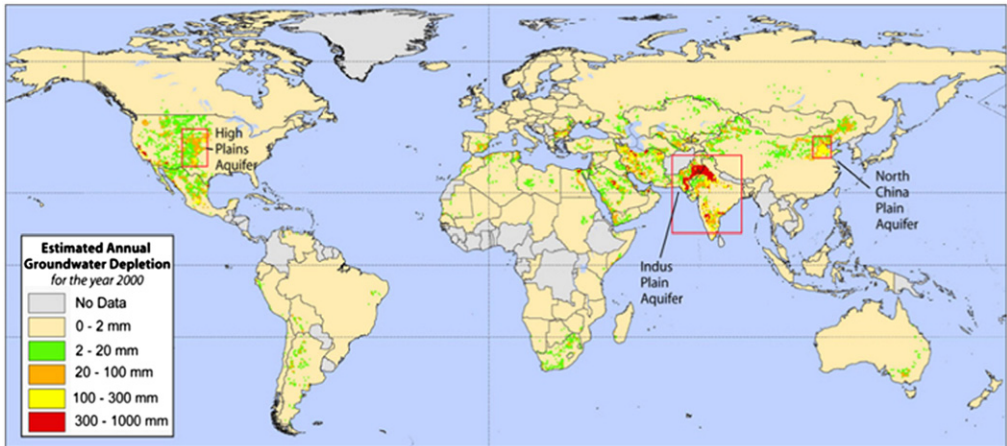 High
Plains
Aquifer
North
China
Plain
Aquifer
Indus
Plain
Aquifer
Estimated Annual
Groundwater Depletion
for the year 2000
No Data
0 - 2 mm
2 - 20 mm
20 - 100 mm
100 - 300 mm
300 - 1000 mm